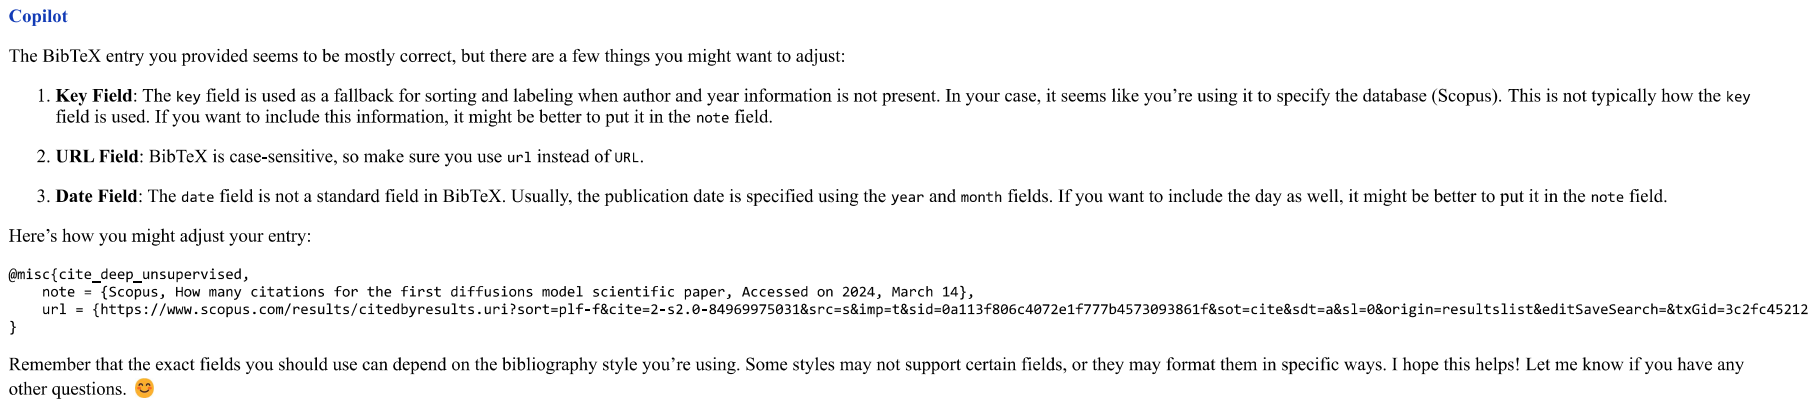 Copilot
The BibTeX entry you provided seems to be mostly correct, but there are a few things you might want to adjust:
1. Key Field: The key field is used as a fallback for sorting and labeling when author and year information is not present. In your case, it seems like you’re using it to specify the database (Scopus). This is not typically how the key
field is used. If you want to include this information, it might be better to put it in the note field.
2. URL Field: BibTeX is case-sensitive, so make sure you use url instead of URL.
3. Date Field: The date field is not a standard field in BibTeX. Usually, the publication date is specified using the year and month fields. If you want to include the day as well, it might be better to put it in the note field.
Here’s how you might adjust your entry:
@misc{cite_deep_unsupervised,
note = {Scopus, How many citations for the first diffusions model scientific paper, Accessed on 2024, March 14},
url = {https://www.scopus.com/results/citedbyresults.uri?sort=plf-f&cite=2-s2.0-84969975031&src=s&imp=t&sid=0a113f806c4072e1f777b4573093861f&sot=cite&sdt=a&sl=0&origin=resultslist&editSaveSearch=&txGid=3c2fc45212
}
Remember that the exact fields you should use can depend on the bibliography style you’re using. Some styles may not support certain fields, or they may format them in specific ways. I hope this helps! Let me know if you have any
other questions. 😊